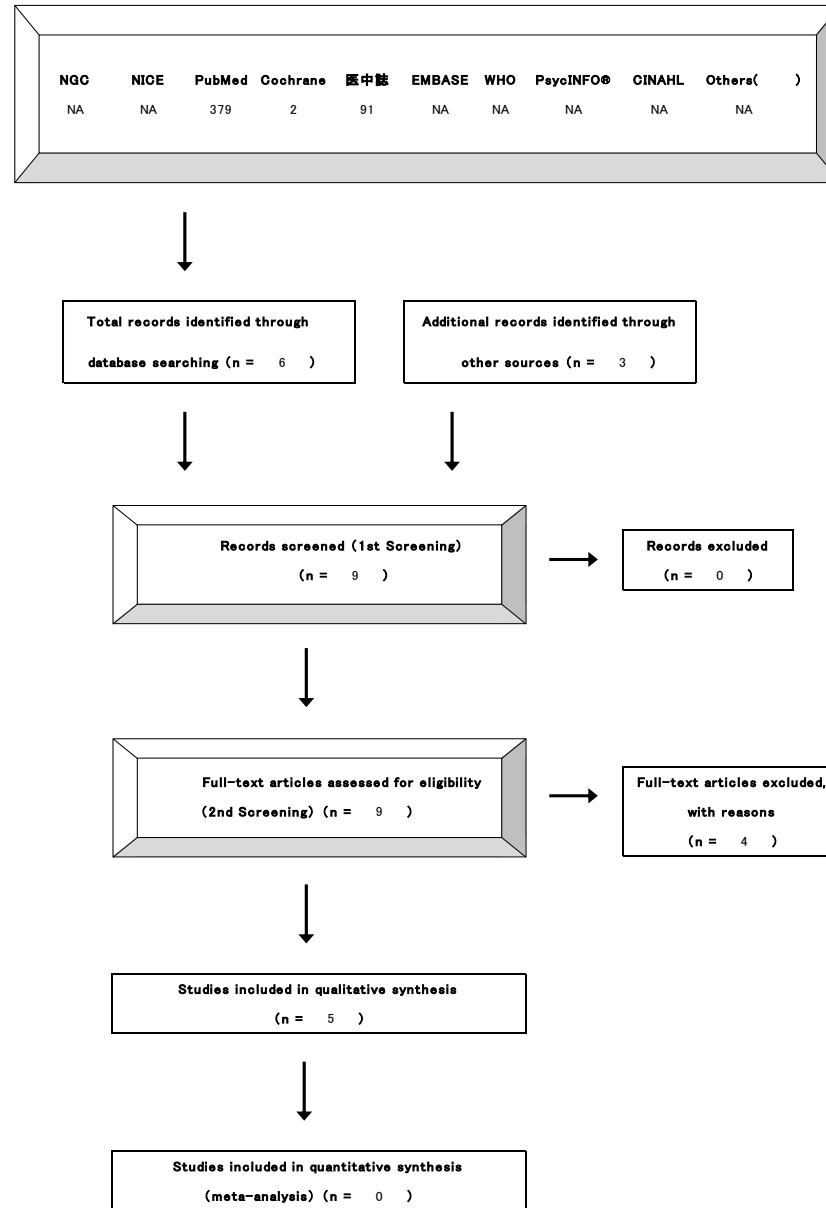 NGC NICE PubMed Cochrane 医中誌 EMBASE WHO PsycINFO® CINAHL Others( )
NA NA 379 2 91 NA NA NA NA NA
Total records identified through
database searching (n = 6 )
Additional records identified through
other sources (n = 3 )
Records screened (1st Screening)
(n = 9 )
Records excluded
(n = 0 )
Full-text articles assessed for eligibility
(2nd Screening) (n = 9 )
Full-text articles excluded,
with reasons
(n = 4 )
Studies included in qualitative synthesis
(n = 5 )
Studies included in quantitative synthesis
(meta-analysis) (n = 0 )